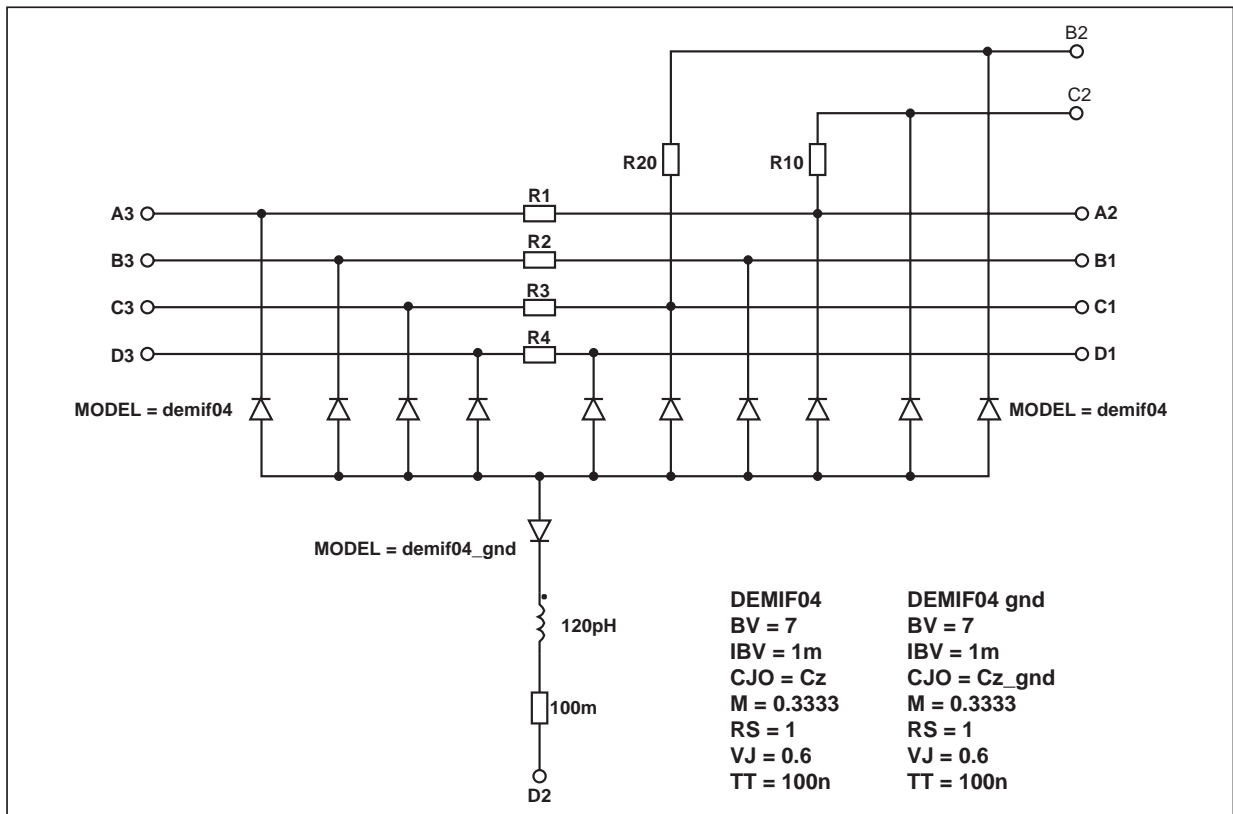 B2
C2
R20
R10
R1
A3
A2
R2
B3
B1
R3
C3
C1
R4
D3
D1
MODEL = demif04
MODEL = demif04
MODEL = demif04_gnd
120pH
100m
D2
DEMIF04
BV = 7
IBV = 1m
CJO = Cz
M = 0.3333
RS = 1
VJ = 0.6
TT = 100n
DEMIF04 gnd
BV = 7
IBV = 1m
CJO = Cz_gnd
M = 0.3333
RS = 1
VJ = 0.6
TT = 100n